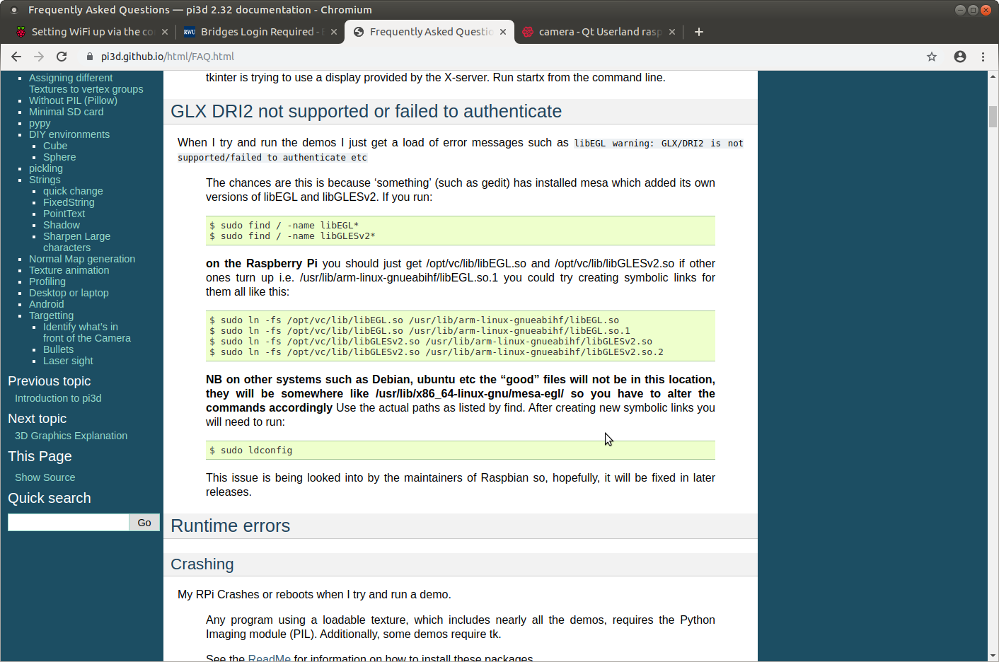 Frequently Asked Questions — pi3d 2.32 documentation - Chromium
Setting WiFi up via the co
RWU Bridges Login Required -
Frequently Asked Questio
camera - Qt Userland rasp
pi3d.github.io/html/FAQ.html
Assigning different
Textures to vertex groups
Without PIL (Pillow)
Minimal SD card
pypy
DIY environments
Cube
Sphere
pickling
Strings
quick change
FixedString
PointText
Shadow
Sharpen Large
characters
Normal Map generation
Texture animation
Profiling
Desktop or laptop
Android
Targetting
Identify what's in
front of the Camera
Bullets
Laser sight
Previous topic
Introduction to pi3d
Next topic
3D Graphics Explanation
This Page
Show Source
Quick search
Go
tkinter is trying to use a display provided by the X-server. Run startx from the command line.
GLX DRI2 not supported or failed to authenticate
When I try and run the demos I just get a load of error messages such as libEGL warning: GLX/DRI2 is not
supported/failed to authenticate etc
The chances are this is because ‘something’ (such as gedit) has installed mesa which added its own
versions of libEGL and libGLESv2. If you run:
$ sudo find / -name libEGL*
$ sudo find / -name libGLESv2*
on the Raspberry Pi you should just get /opt/vc/lib/libEGL.so and /opt/vc/lib/libGLESv2.so if other
ones turn up i.e. /usr/lib/arm-linux-gnueabihf/libEGL.so.1 you could try creating symbolic links for
them all like this:
$ sudo ln -fs /opt/vc/lib/libEGL.so /usr/lib/arm-linux-gnueabihf/libEGL.so
$ sudo ln -fs /opt/vc/lib/libEGL.so /usr/lib/arm-linux-gnueabihf/libEGL.so.1
$ sudo ln -fs /opt/vc/lib/libGLESv2.so /usr/lib/arm-linux-gnueabihf/libGLESv2.so
$ sudo ln -fs /opt/vc/lib/libGLESv2.so /usr/lib/arm-linux-gnueabihf/libGLESv2.so.2
NB on other systems such as Debian, ubuntu etc the “good” files will not be in this location,
they will be somewhere like /usr/lib/x86_64-linux-gnu/mesa-egl/ so you have to alter the
commands accordingly Use the actual paths as listed by find. After creating new symbolic links you
will need to run:
$ sudo ldconfig
This issue is being looked into by the maintainers of Raspbian so, hopefully, it will be fixed in later
releases.
Runtime errors
Crashing
My RPi Crashes or reboots when I try and run a demo.
Any program using a loadable texture, which includes nearly all the demos, requires the Python
Imaging module (PIL). Additionally, some demos require tk.
See the ReadMe for information on how to install these packages.